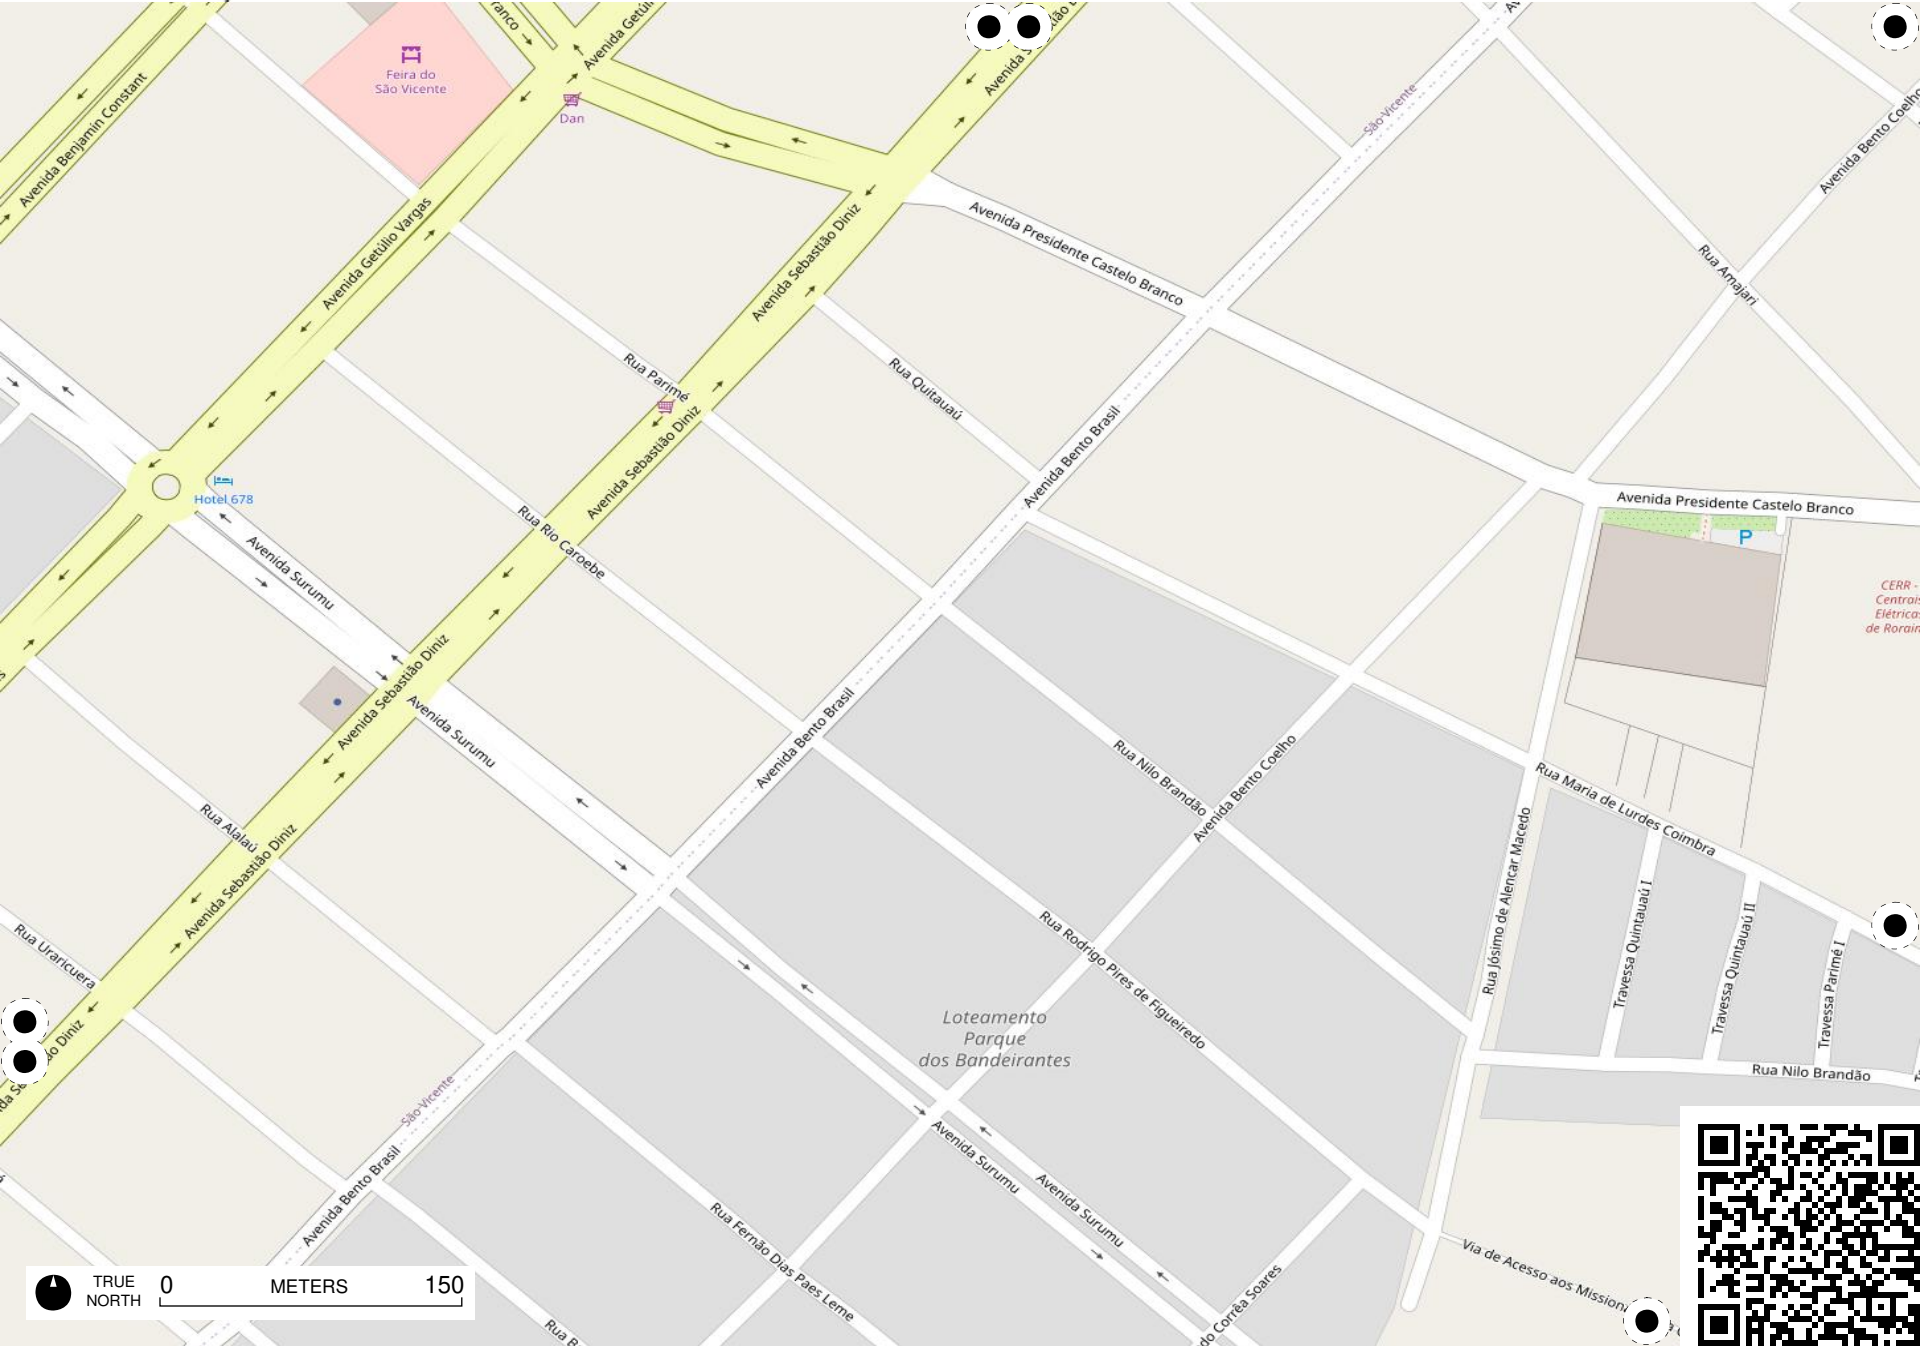 Feira do
São Vicente
Avenida Benjamin Constant
Dan
Avenida Getúlio Vargas
São Vicente
Avenida Bento Coelho
Avenida Presidente Castelo Branco
Rua Amajari
Avenida Sebastião Diniz
Rua Parimé
Rua Quitauaú
Avenida Bento Brasil
Avenida Sebastião Diniz
Hotel 678
Avenida Surumu
Rua Rio Caroebe
Avenida Presidente Castelo Branco
P
CERR -
de
Avenida Sebastião Diniz
Avenida Surumu
Avenida Bento Brasil
Rua Nilo Brandão
Avenida Bento Coelho
Rua Maria de Lurdes Coimbra
Rua Jósimo de Alencar Macedo
Rua Alalaú
Avenida Sebastião Diniz
Rua Uraricuera
Rua Rodrigo Pires de Figueiredo
Travessa Quintauaú I
Travessa Quintauaú II
Travessa Parimé I
Loteamento
Parque
dos Bandeirantes
Diniz
Rua Nilo Brandão
São Vicente
Avenida Bento Brasil
Avenida Surumu
Avenida Surumu
Rua Fernão Dias Paes Leme
Corrêa Soares
Via de Acesso aos
Rua
TRUE
NORTH
0 METERS 150